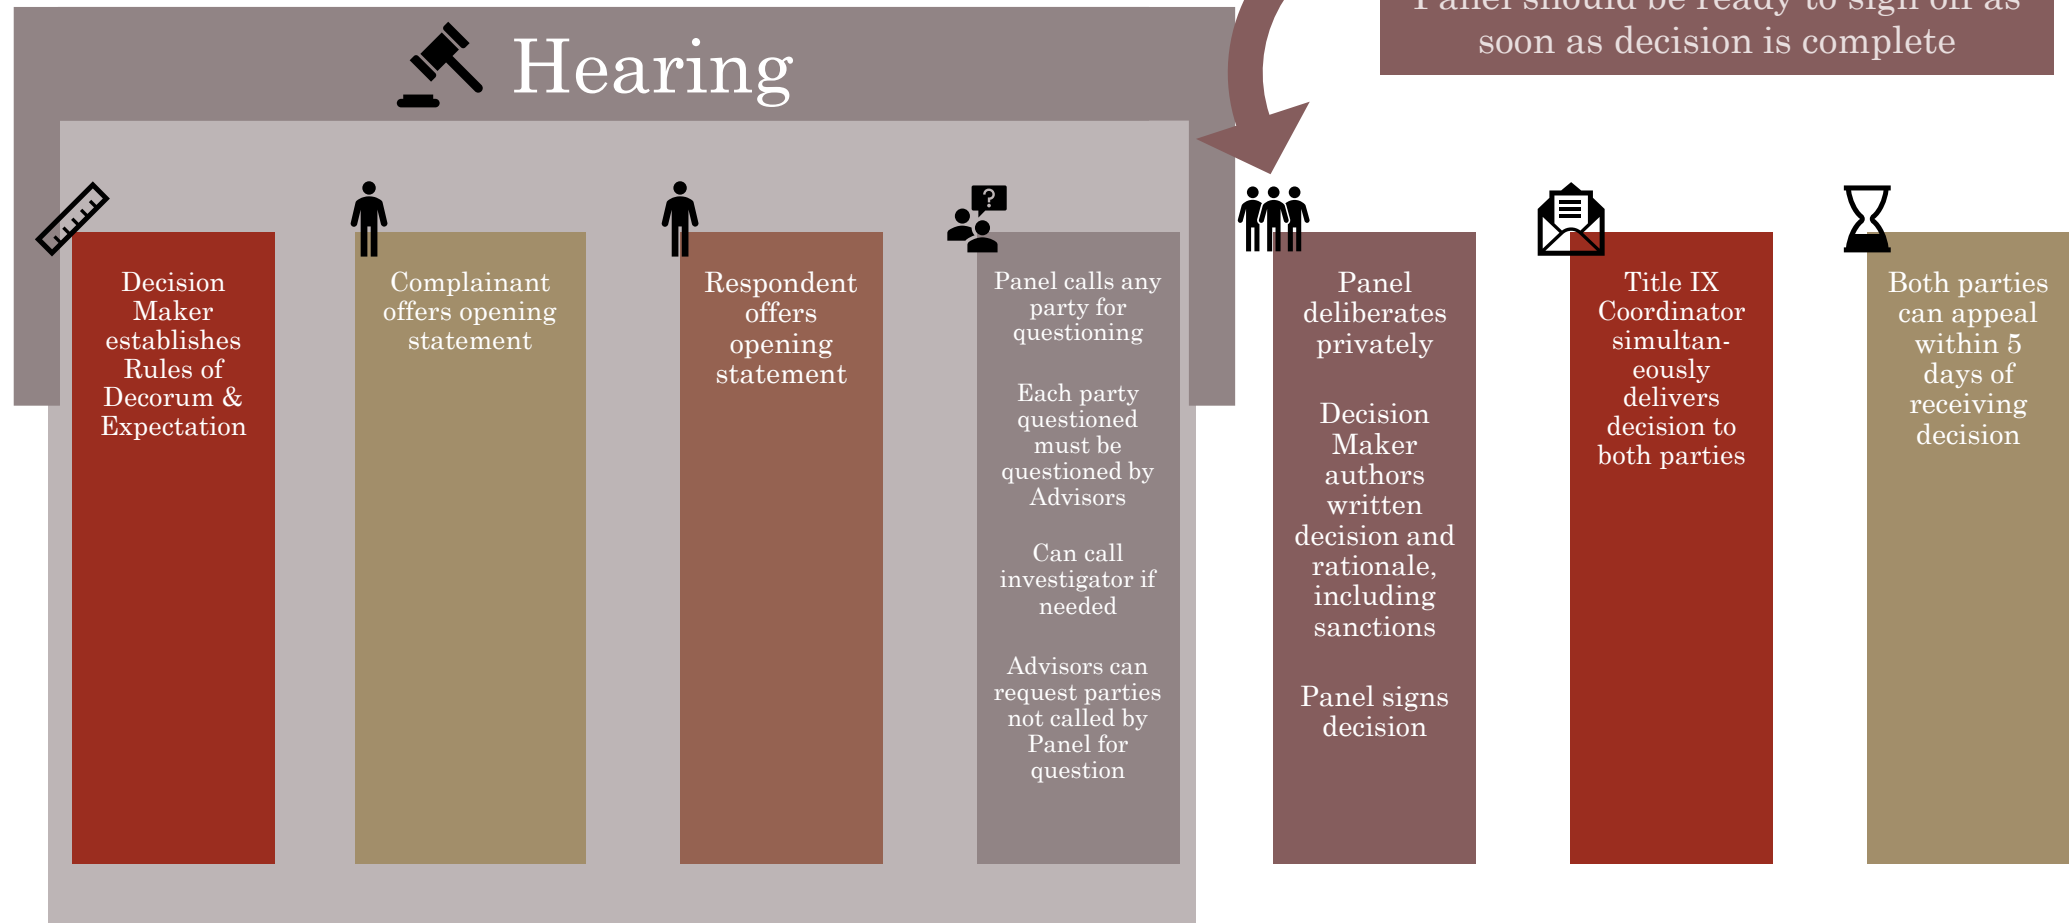 Panel should be ready to sign off as
soon as decision is complete
Hearing
Decision
Maker
establishes
Rules of
Decorum &
Expectation
Complainant
offers opening
statement
Respondent
offers
opening
statement
?
Panel calls any
party for
questioning
Each party
questioned
must be
questioned by
Advisors
Can call
investigator if
needed
Advisors can
request parties
not called by
Panel for
question
Panel
deliberates
privately
Decision
Maker
authors
written
decision and
rationale,
including
sanctions
Panel signs
decision
Title IX
Coordinator
simultan-
eously
delivers
decision to
both parties
Both parties
can appeal
within 5
days of
receiving
decision